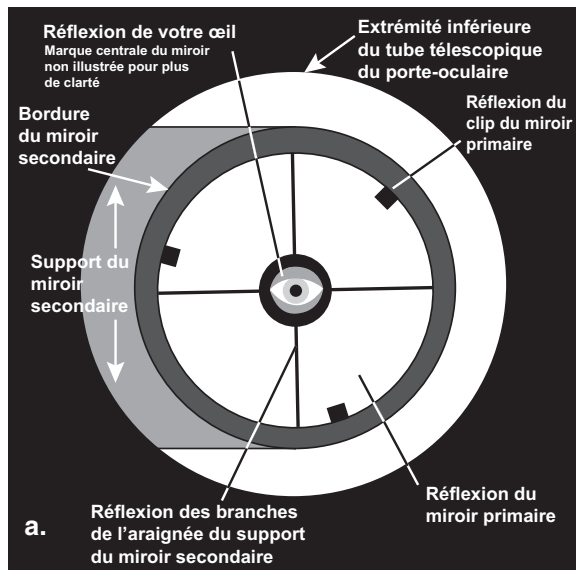 Réflexion de votre œil
Marque centrale du miroir
non illustrée pour plus
de clarté
Extrémité inférieure
du tube télescopique
du porte-oculaire
Réflexion du
clip du miroir
primaire
Bordure
du miroir
secondaire
Support du
miroir
secondaire
Réflexion du
miroir primaire
Réflexion des branches
de l’araignée du support
du miroir secondaire
a.